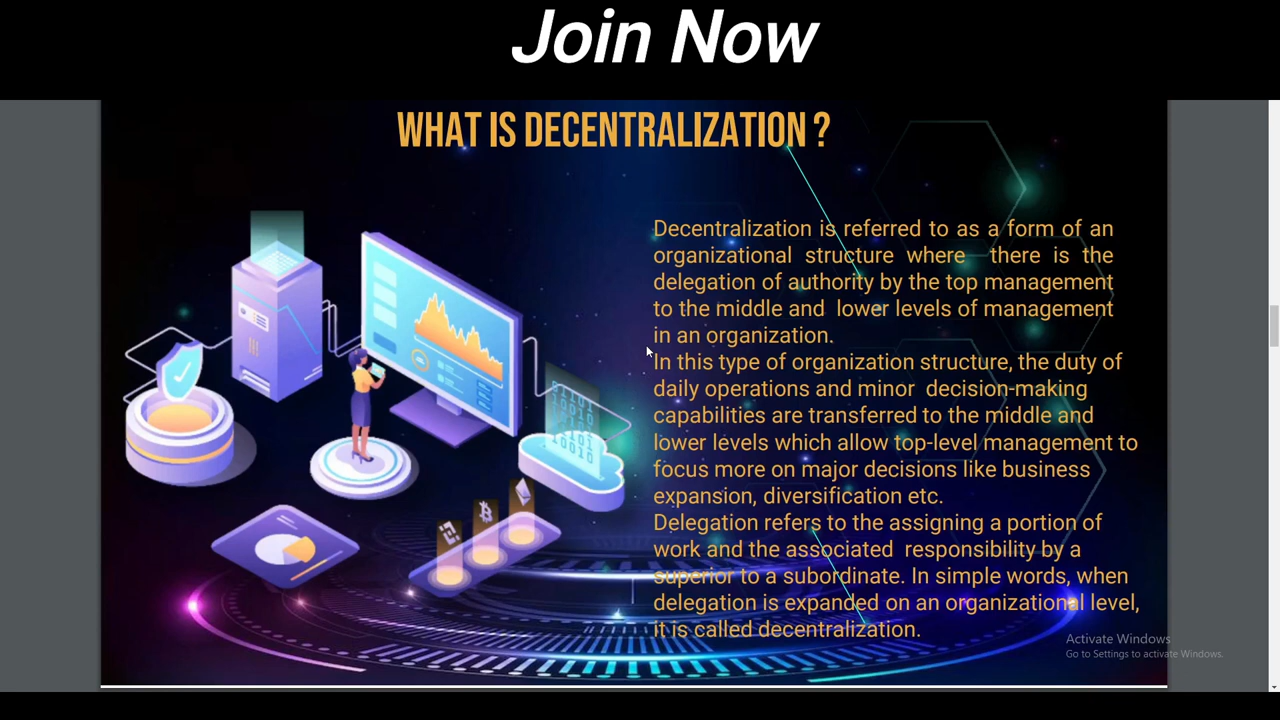 Join Now
WHAT IS DECENTRALIZATION ?
Decentralization is referred to as a form of an
organizational structure where there is the
delegation of authority by the top management
to the middle and lower levels of management
in an organization.
In this type of organization structure, the duty of
daily operations and minor decision-making
capabilities are transferred to the middle and
lower levels which allow top-level management to
focus more on major decisions like business
expansion, diversification etc.
Delegation refers to the assigning a portion of
work and the associated responsibility by a
superior to a subordinate. In simple words, when
delegation is expanded on an organizational level,
it is called decentralization.
Activate Windows
Go to Settings to activate Windows.